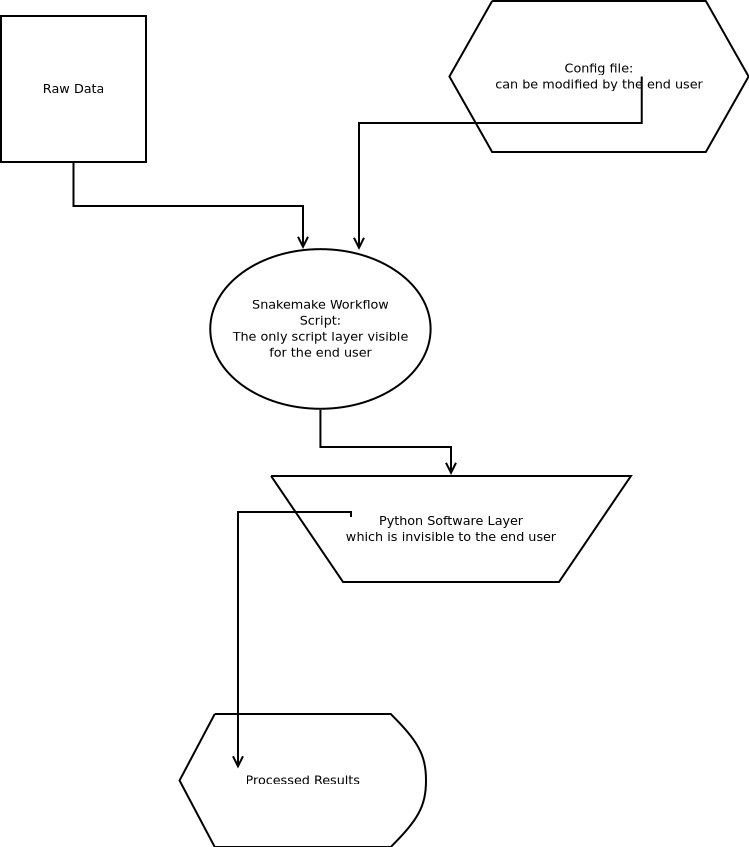 Raw Data
Config file:
can be modified by the end user
Snakemake Workflow
Script:
The only script layer visible
for the end user
Python Software Layer
which is invisible to the end user
Processed Results